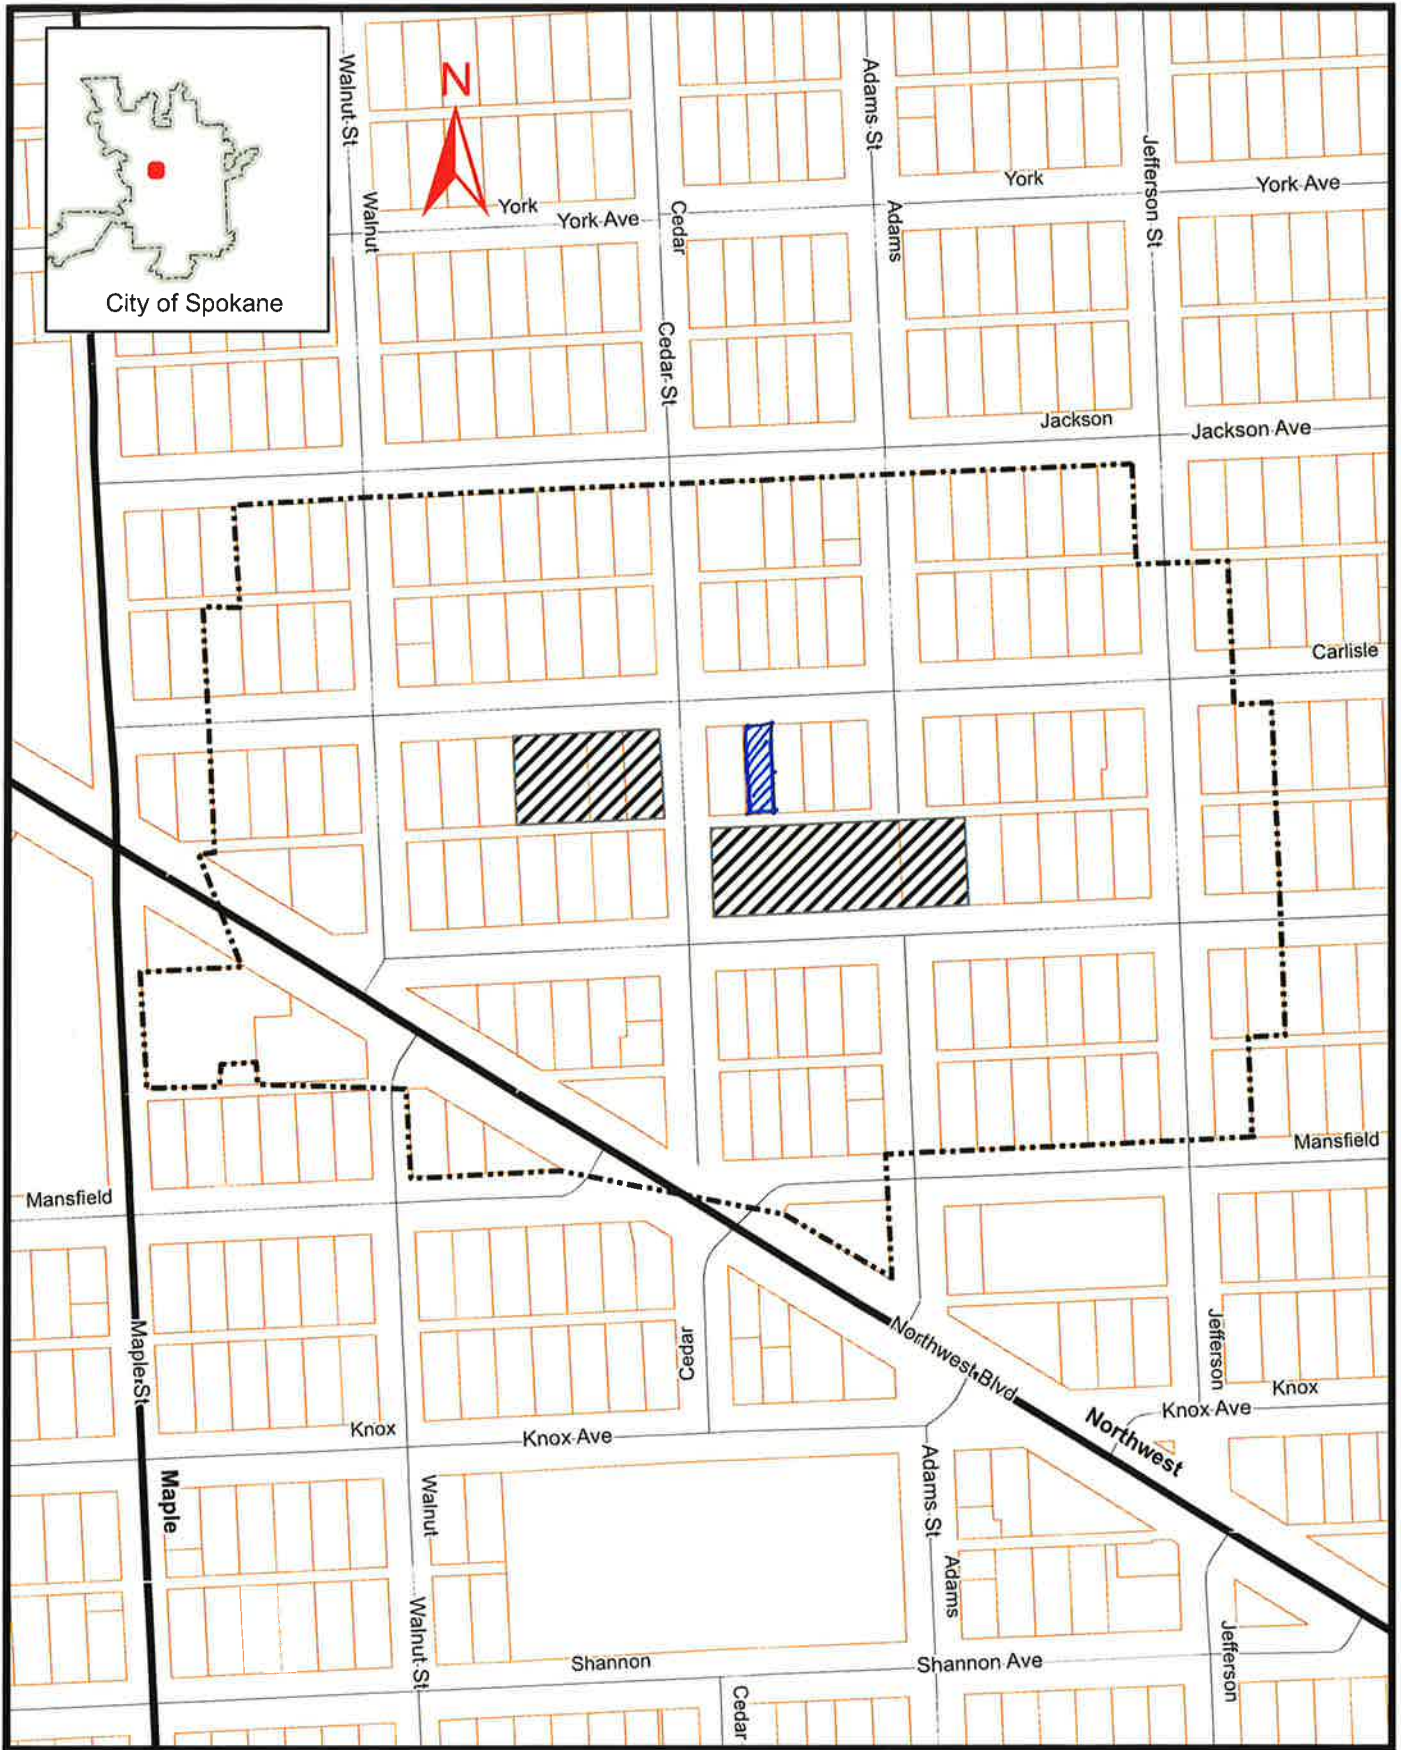 City of Spokane
N
Walnut St
Walnut
York
York Ave
Cedar
Cedar St
Adams St
Adams
York
Jefferson St
York Ave
Jackson
Jackson Ave
Carlisle
Mansfield
Mansfield
Maple St
Maple
Cedar
Northwest Blvd
Northwest
Jefferson
Knox
Knox Ave
Knox
Knox Ave
Walnut
Walnut St
Adams St
Adams
Shannon
Shannon Ave
Jefferson
Cedar